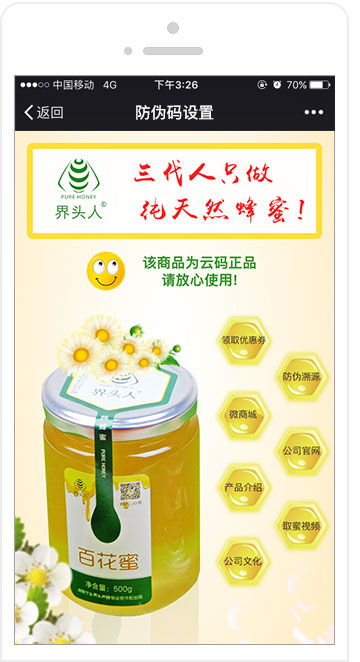 中国移动 4G 下午3:26 70%
返回 防伪码设置
PURE HONEY
界头人®
三代人只做
纯天然蜂蜜!
该商品为云码正品
请放心使用!
领取优惠券
防伪溯源
微商城
公司官网
产品介绍
取蜜视频
公司文化
界头人
PURE HONEY
百花蜜
净含量:500g